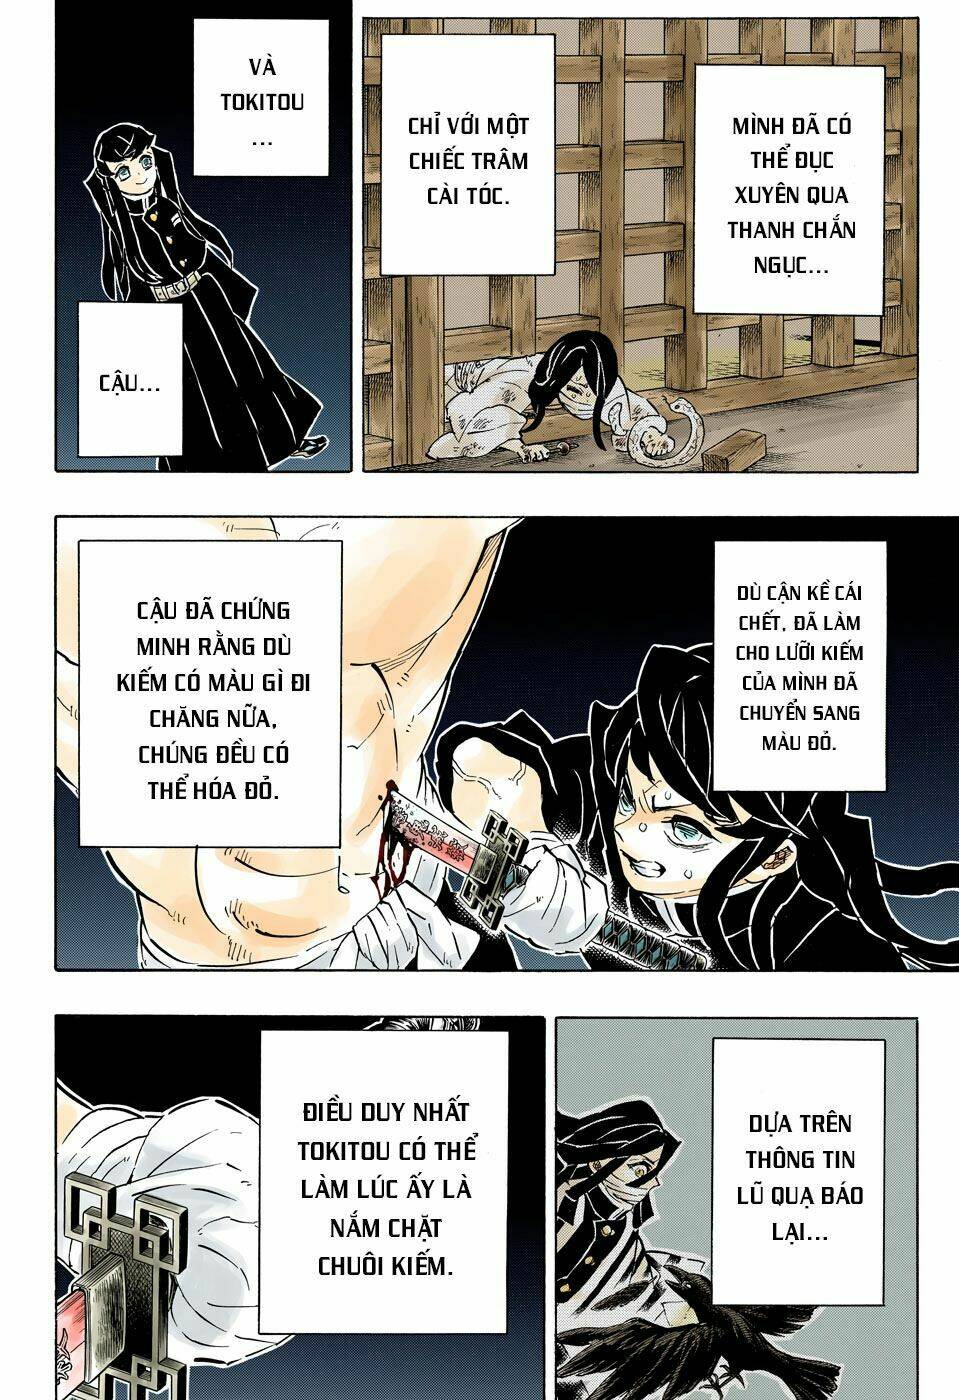 MÌNH ĐÃ CÓ
THỂ ĐỤC
XUYÊN QUA
THANH CHẮN
NGỤC...
CHỈ VỚI MỘT
CHIẾC TRÂM
CÀI TÓC.
VÀ
TOKITOU
...
CẬU...
DÙ CẬN KỀ CÁI
CHẾT, ĐÃ LÀM
CHO LƯỠI KIẾM
CỦA MÌNH ĐÃ
CHUYỂN SANG
MÀU ĐỎ.
CẬU ĐÃ CHỨNG
MINH RẰNG DÙ
KIẾM CÓ MÀU GÌ ĐI
CHĂNG NỮA,
CHÚNG ĐỀU CÓ
THỂ HÓA ĐỎ.
DỰA TRÊN
THÔNG TIN
LŨ QUẠ BÁO
LẠI...
ĐIỀU DUY NHẤT
TOKITOU CÓ THỂ
LÀM LÚC ẤY LÀ
NẮM CHẶT
CHUÔI KIẾM.